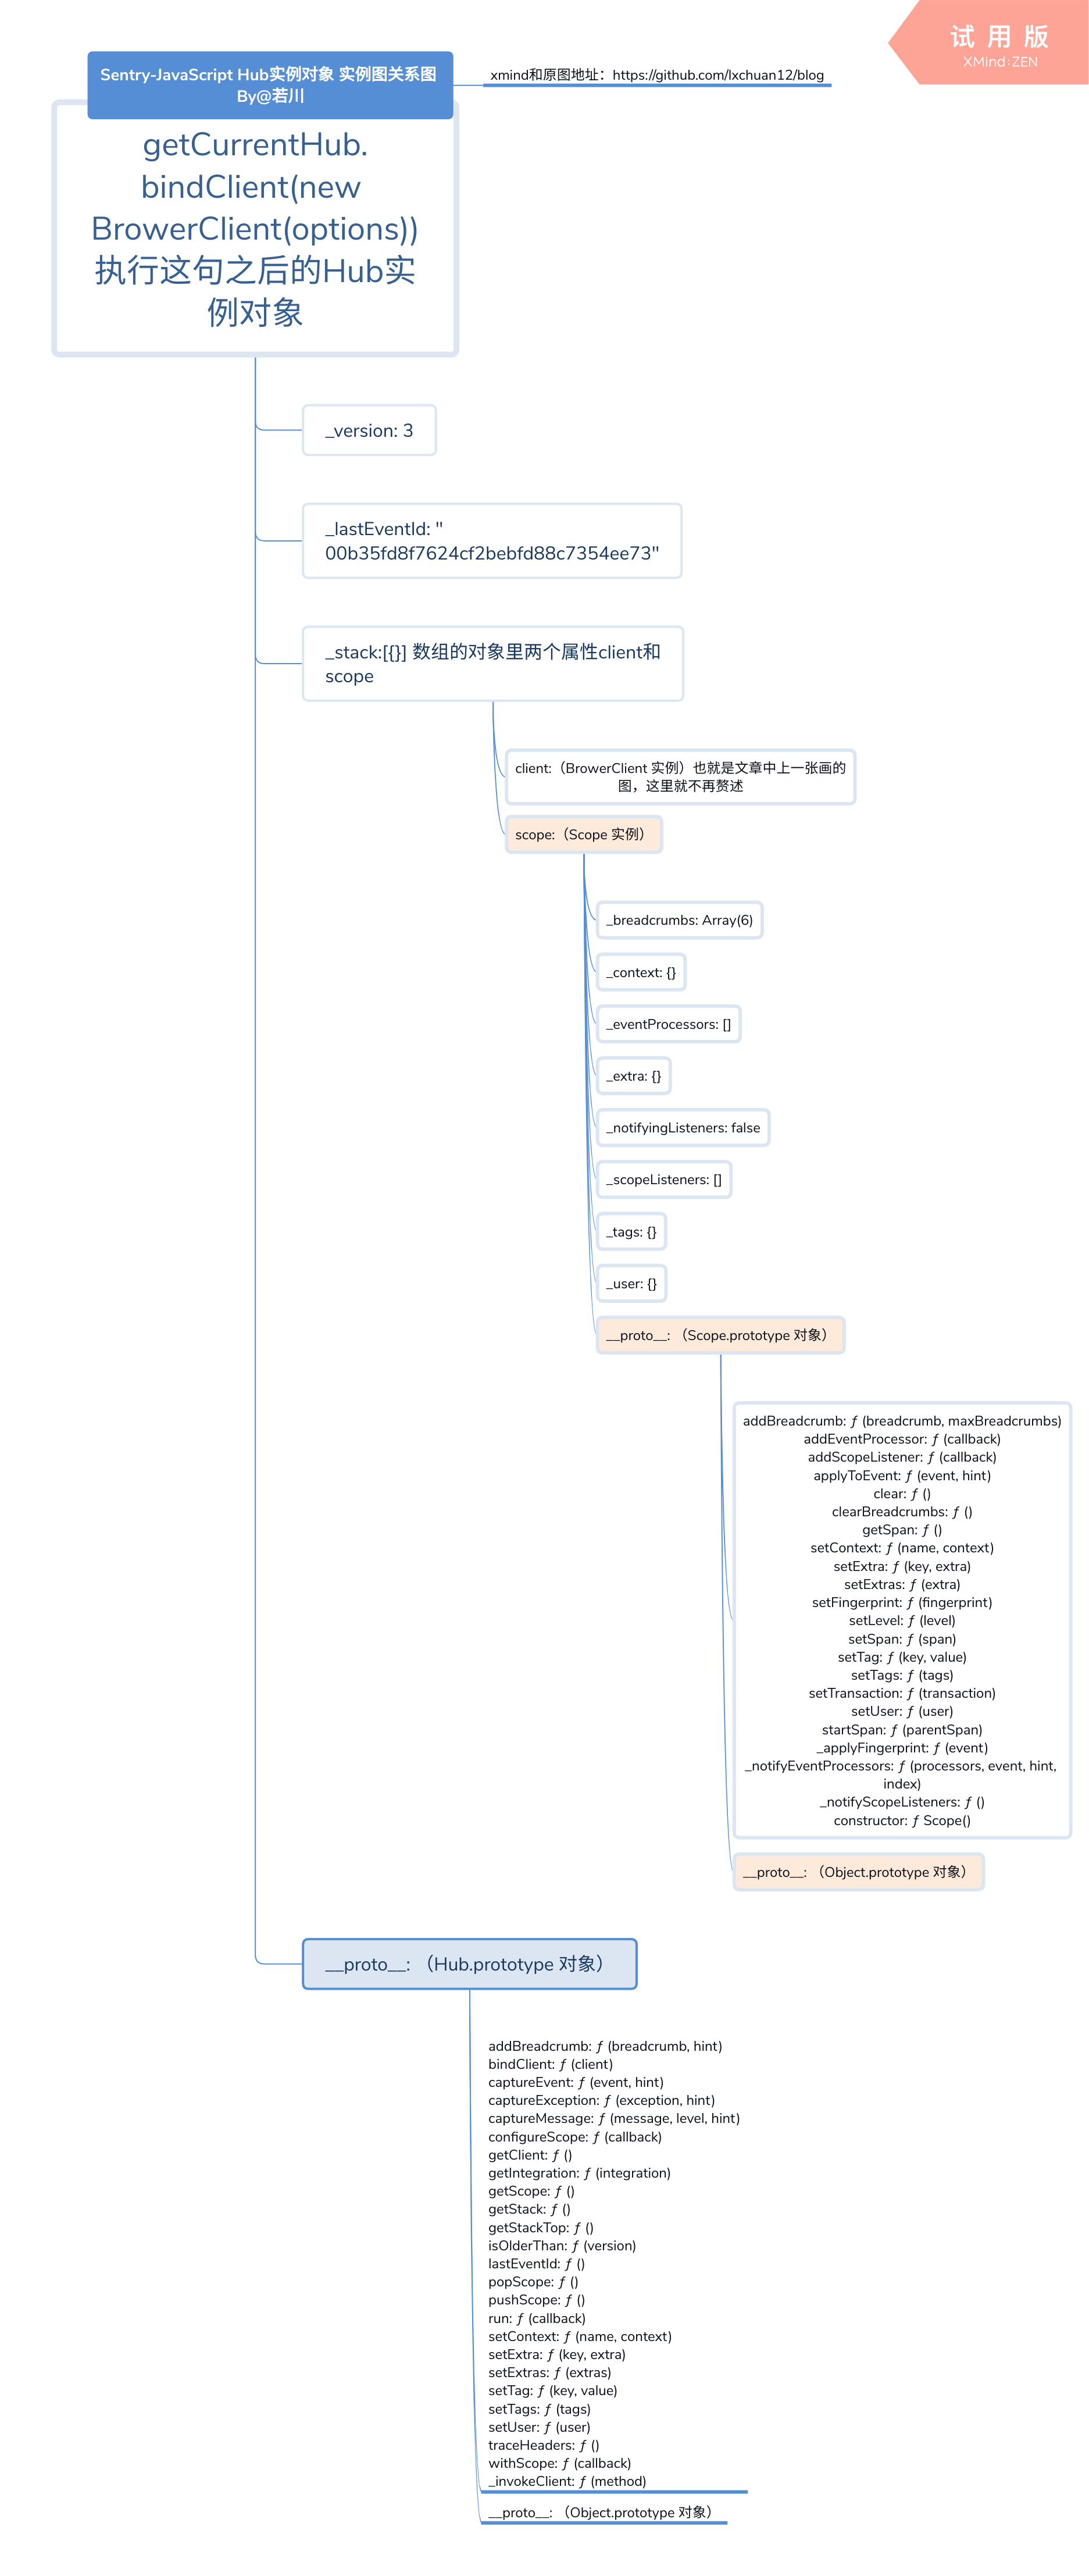 试 用 版
XMind:ZEN
Sentry-JavaScript Hub实例对象 实例图关系图
By@若川
xmind和原图地址：https://github.com/lxchuan12/blog
getCurrentHub.
bindClient(new
BrowerClient(options))
执行这句之后的Hub实
例对象
_version: 3
_lastEventId: "
00b35fd8f7624cf2bebfd88c7354ee73"
_stack:[{}] 数组的对象里两个属性client和
scope
client:（BrowerClient 实例）也就是文章中上一张画的
图，这里就不再赘述
scope:（Scope 实例）
_breadcrumbs: Array(6)
_context: {}
_eventProcessors: []
_extra: {}
_notifyingListeners: false
_scopeListeners: []
_tags: {}
_user: {}
__proto__: （Scope.prototype 对象）
addBreadcrumb: ƒ (breadcrumb, maxBreadcrumbs)
addEventProcessor: ƒ (callback)
addScopeListener: ƒ (callback)
applyToEvent: ƒ (event, hint)
clear: ƒ ()
clearBreadcrumbs: ƒ ()
getSpan: ƒ ()
setContext: ƒ (name, context)
setExtra: ƒ (key, extra)
setExtras: ƒ (extra)
setFingerprint: ƒ (fingerprint)
setLevel: ƒ (level)
setSpan: ƒ (span)
setTag: ƒ (key, value)
setTags: ƒ (tags)
setTransaction: ƒ (transaction)
setUser: ƒ (user)
startSpan: ƒ (parentSpan)
_applyFingerprint: ƒ (event)
_notifyEventProcessors: ƒ (processors, event, hint,
index)
_notifyScopeListeners: ƒ ()
constructor: ƒ Scope()
__proto__: （Object.prototype 对象）
__proto__: （Hub.prototype 对象）
addBreadcrumb: ƒ (breadcrumb, hint)
bindClient: ƒ (client)
captureEvent: ƒ (event, hint)
captureException: ƒ (exception, hint)
captureMessage: ƒ (message, level, hint)
configureScope: ƒ (callback)
getClient: ƒ ()
getIntegration: ƒ (integration)
getScope: ƒ ()
getStack: ƒ ()
getStackTop: ƒ ()
isOlderThan: ƒ (version)
lastEventId: ƒ ()
popScope: ƒ ()
pushScope: ƒ ()
run: ƒ (callback)
setContext: ƒ (name, context)
setExtra: ƒ (key, extra)
setExtras: ƒ (extras)
setTag: ƒ (key, value)
setTags: ƒ (tags)
setUser: ƒ (user)
traceHeaders: ƒ ()
withScope: ƒ (callback)
_invokeClient: ƒ (method)
__proto__: （Object.prototype 对象）